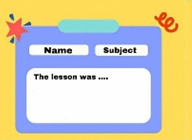 Name
Subject
The lesson was ....